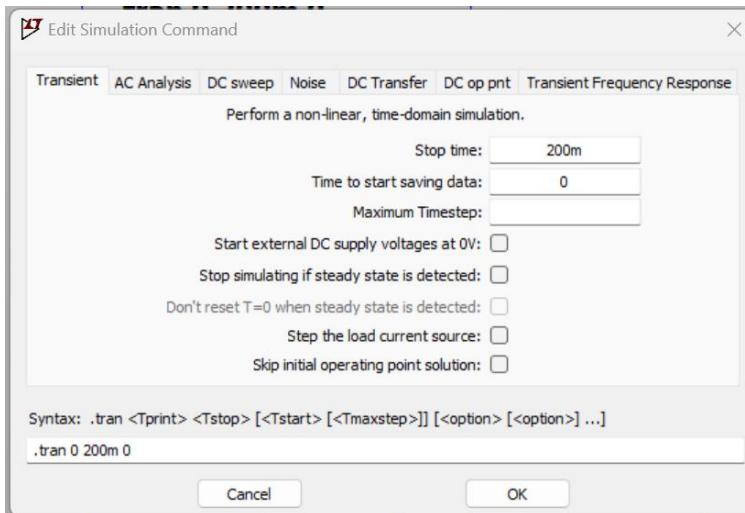 Edit Simulation Command
Transient AC Analysis DC sweep Noise DC Transfer DC op pnt Transient Frequency Response
Perform a non-linear, time-domain simulation.
Stop time: 200m
Time to start saving data: 0
Maximum Timestep:
Start external DC supply voltages at 0V:
Stop simulating if steady state is detected:
Don't reset T=0 when steady state is detected:
Step the load current source:
Skip initial operating point solution:
Syntax: .tran <Tprint> <Tstop> [<Tstart> [<Tmaxstep>]] [<option> [<option>] ...]
.tran 0 200m 0
Cancel OK